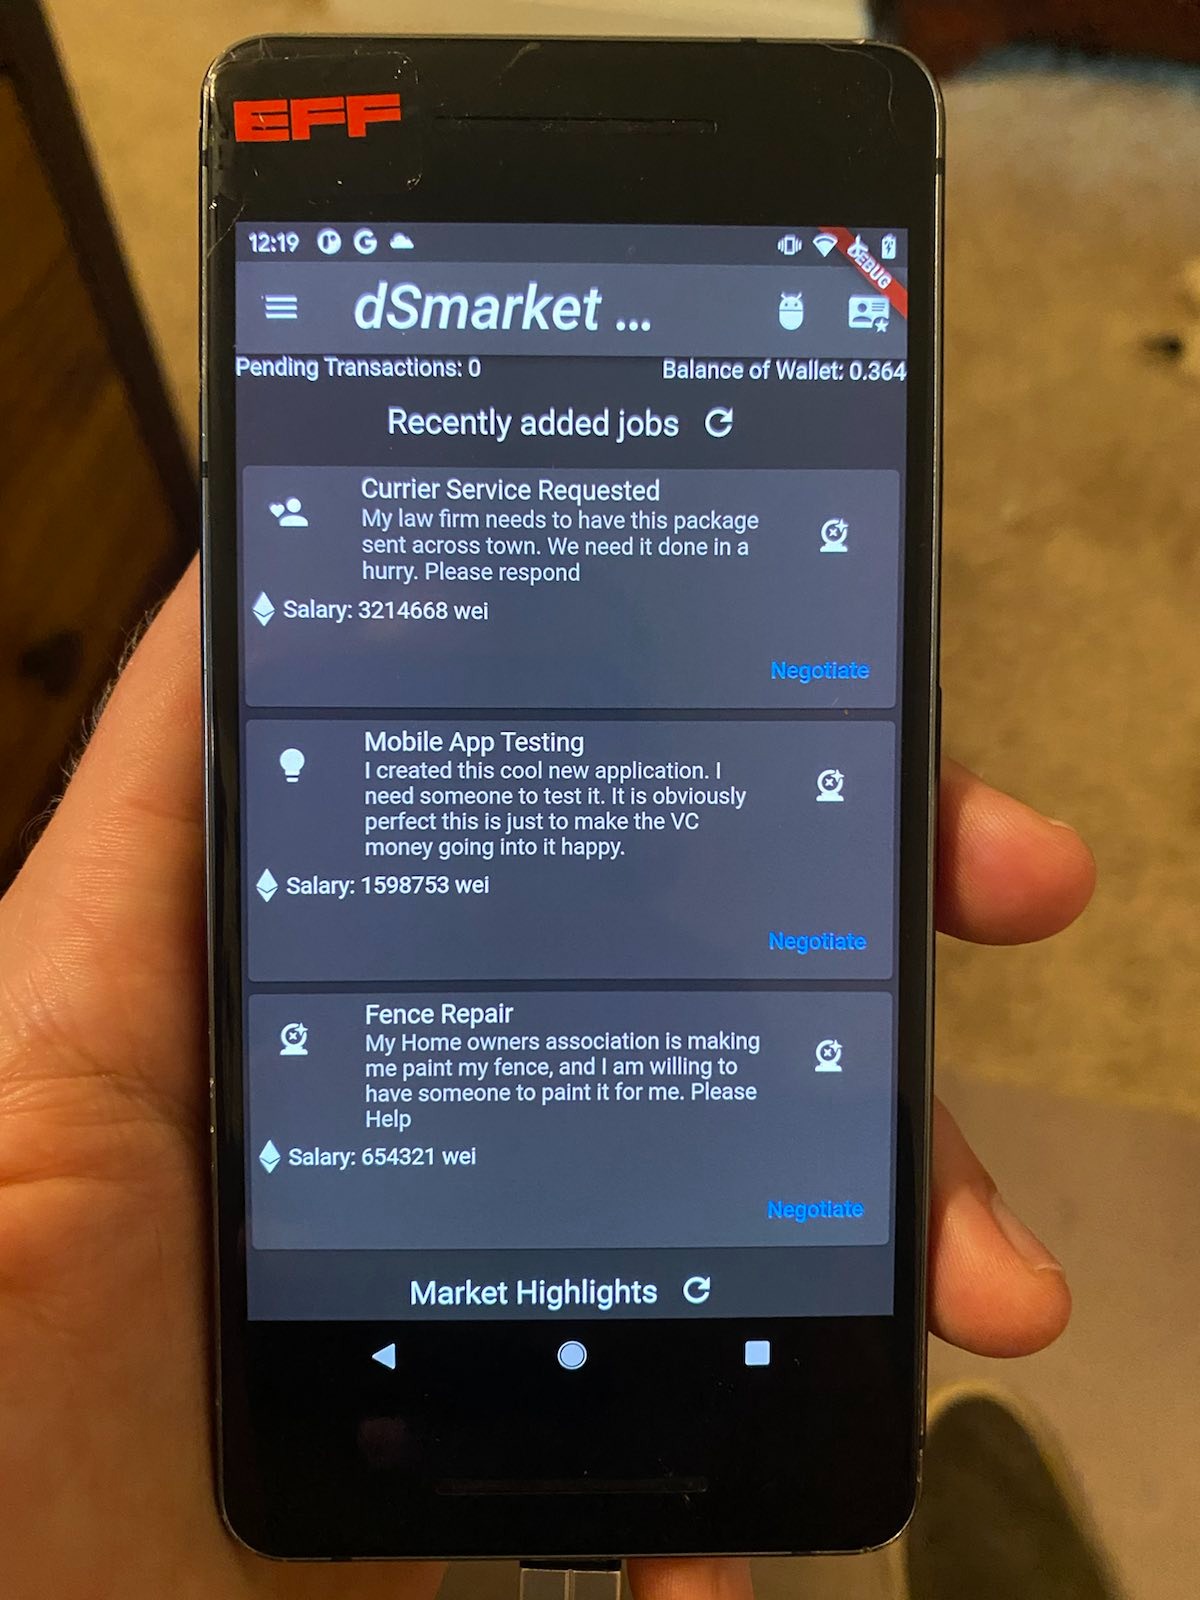 EFF
12:19
DEBUG
dSmarket ...
Pending Transactions: 0
Balance of Wallet: 0.364
Recently added jobs
Currier Service Requested
My law firm needs to have this package
sent across town. We need it done in a
hurry. Please respond
Salary: 3214668 wei
Negotiate
Mobile App Testing
I created this cool new application. I
need someone to test it. It is obviously
perfect this is just to make the VC
money going into it happy.
Salary: 1598753 wei
Negotiate
Fence Repair
My Home owners association is making
me paint my fence, and I am willing to
have someone to paint it for me. Please
Help
Salary: 654321 wei
Negotiate
Market Highlights